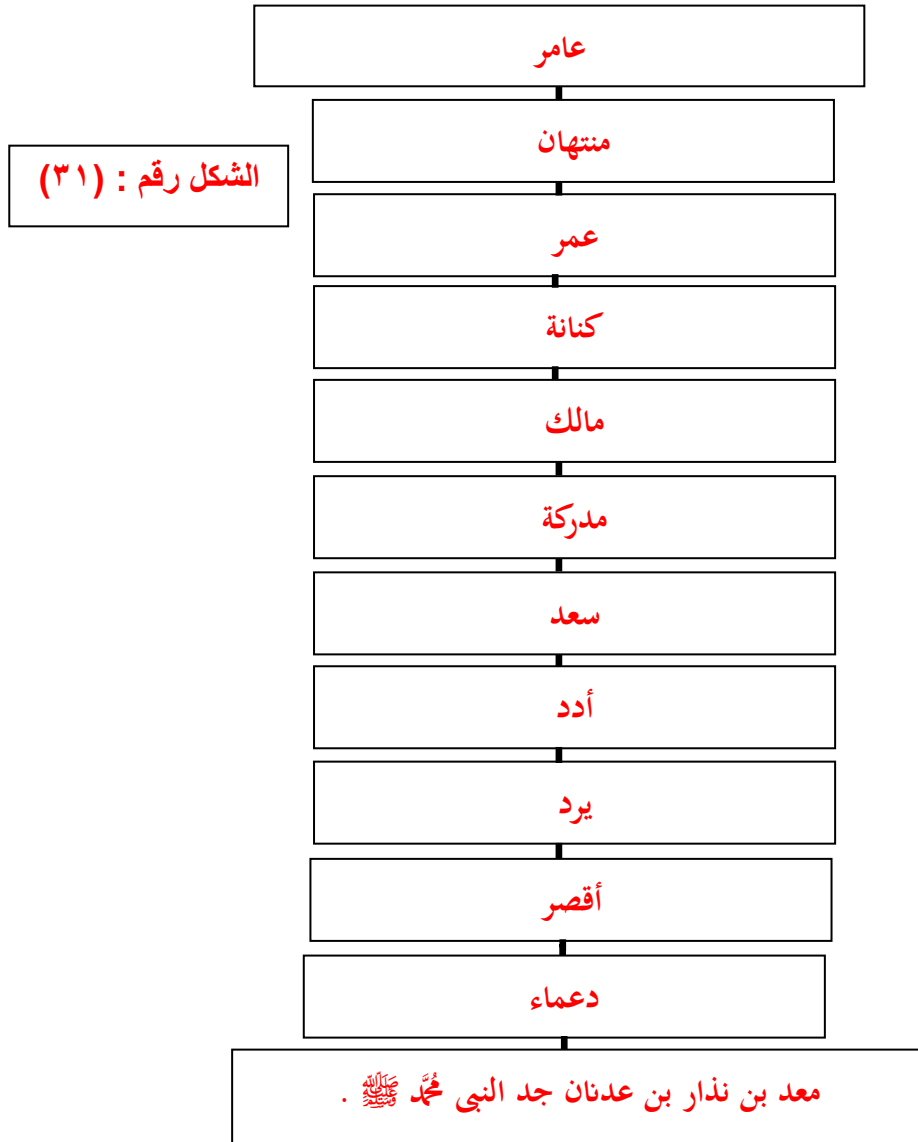 عامر
منتهان
الشكل رقم : (٣١)
عمر
كنانة
مالك
مدركة
سعد
أدد
يرد
أقصر
دعماء
معد بن نذار بن عدنان جد النبى مُحَمَّد ﷺ .